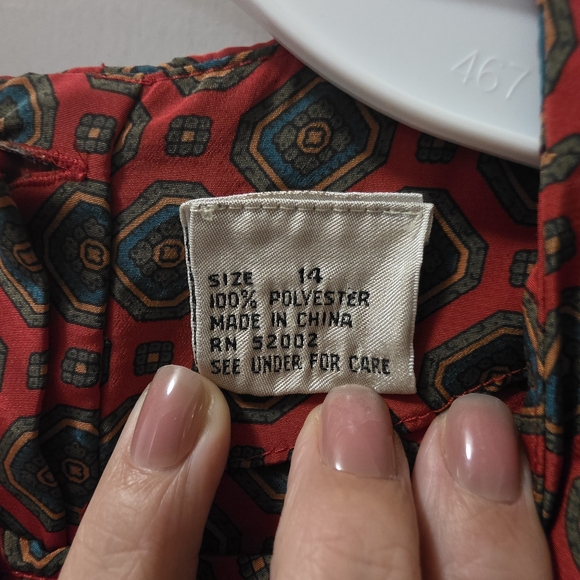 467
SIZE 14
100% POLYESTER
MADE IN CHINA
RN 52002
SEE UNDER FOR CARE